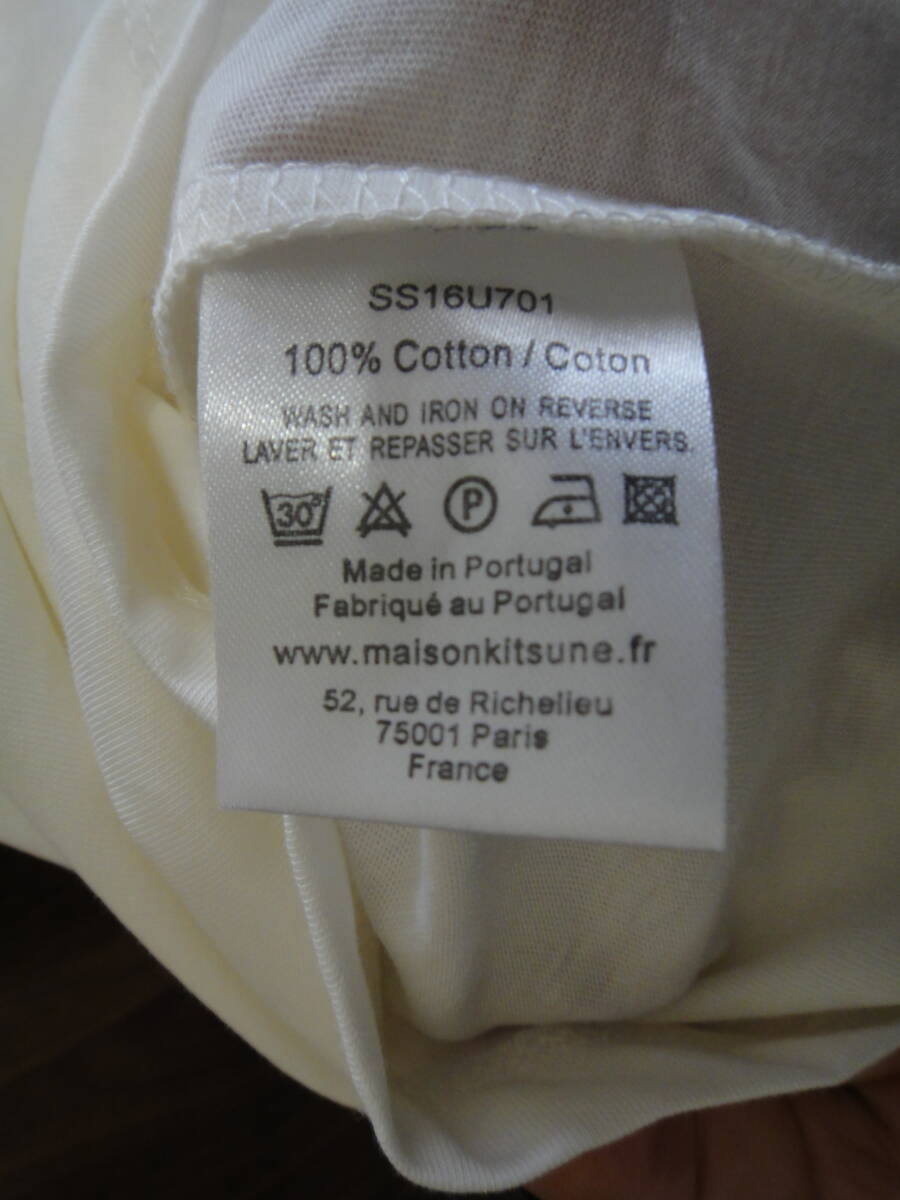 SS16U701
100% Cotton / Coton
WASH AND IRON ON REVERSE
LAVER ET REPASSER SUR L'ENVERS.
30° P
Made in Portugal
Fabriqué au Portugal
www.maisonkitsune.fr
52, rue de Richelieu
75001 Paris
France